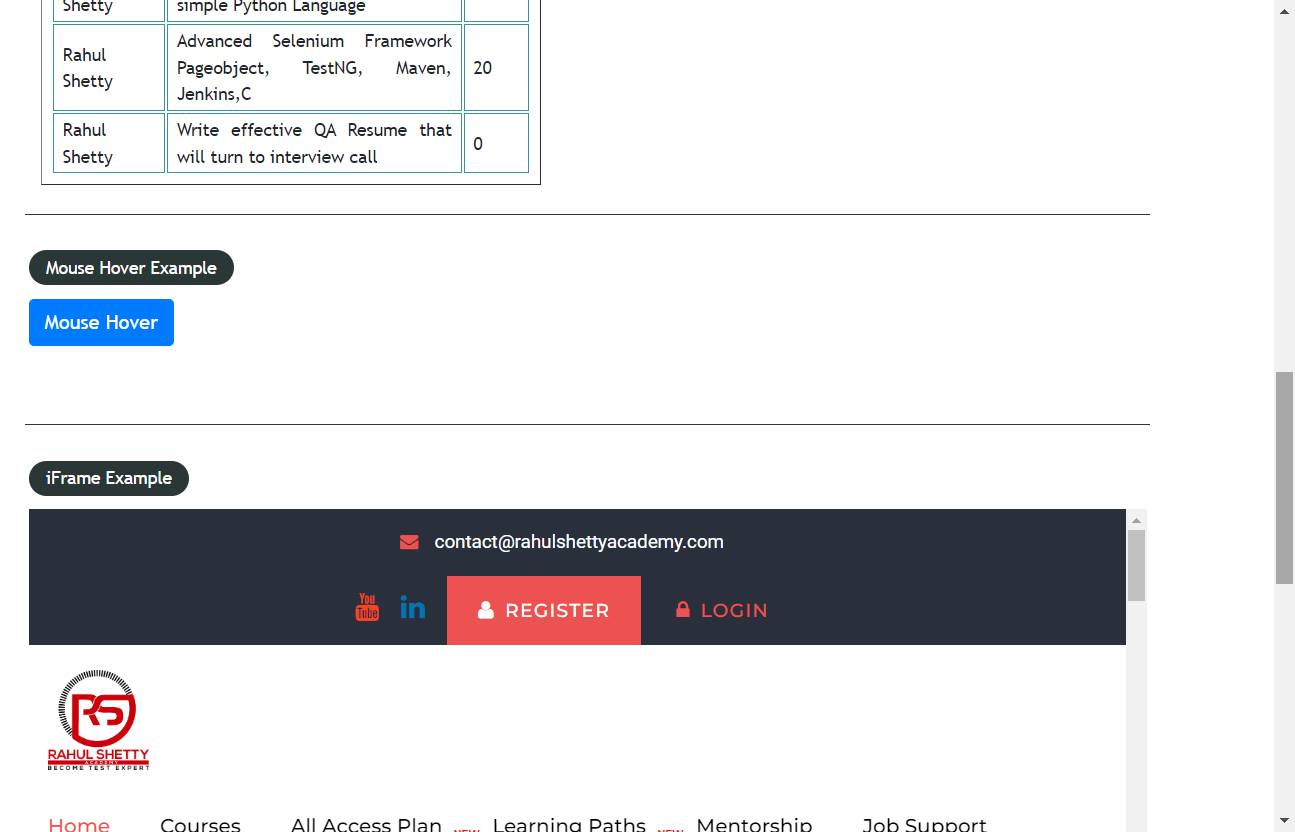 Shetty
simple Python Language
Rahul
Shetty
Advanced Selenium Framework
Pageobject, TestNG, Maven,
Jenkins,C
20
Rahul
Shetty
Write effective QA Resume that
will turn to interview call
0
Mouse Hover Example
Mouse Hover
iFrame Example
contact@rahulshettyacademy.com
You
Tube
in
REGISTER
LOGIN
RS
RAHUL SHETTY
ACADEMY
BECOME TEST EXPERT
Home Courses All Access Plan NEW Learning Paths NEW Mentorship Job Support